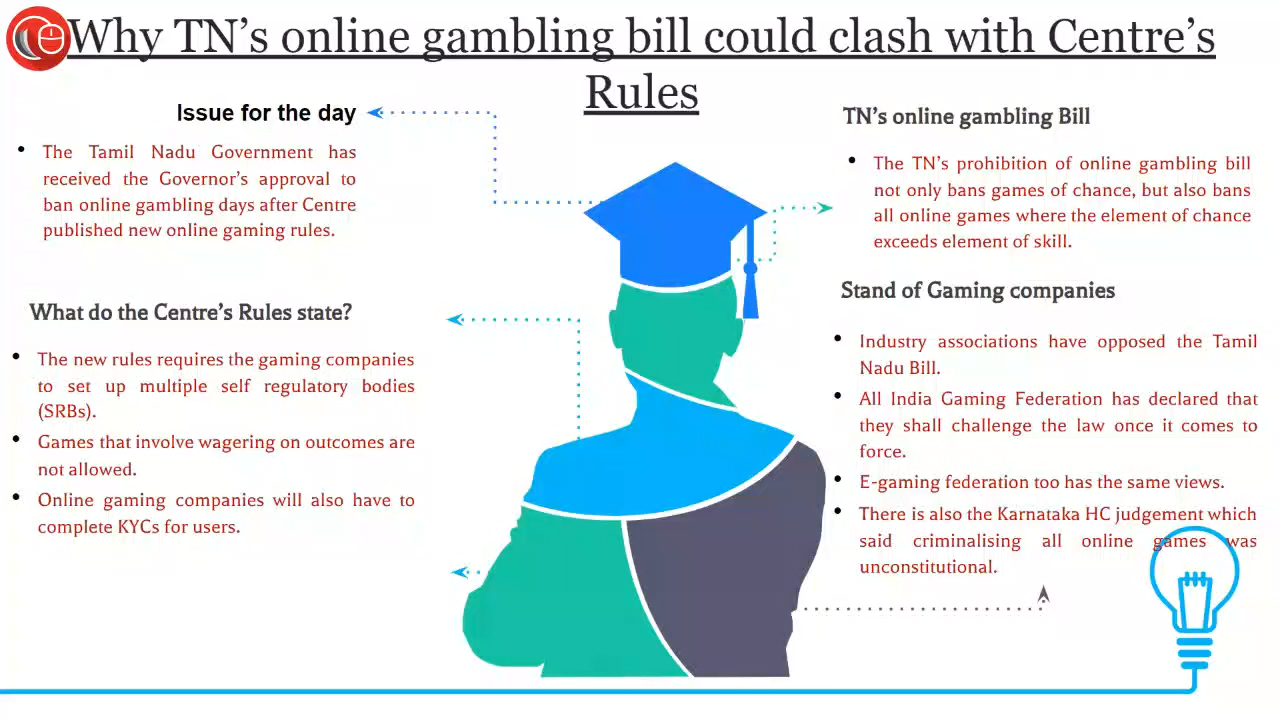 Why TN's online gambling bill could clash with Centre's
Rules
Issue for the day
• The Tamil Nadu Government has
received the Governor's approval to
ban online gambling days after Centre
published new online gaming rules.
What do the Centre's Rules state?
• The new rules requires the gaming companies
to set up multiple self regulatory bodies
(SRBs).
• Games that involve wagering on outcomes are
not allowed.
• Online gaming companies will also have to
complete KYCs for users.
TN's online gambling Bill
• The TN's prohibition of online gambling bill
not only bans games of chance, but also bans
all online games where the element of chance
exceeds element of skill.
Stand of Gaming companies
• Industry associations have opposed the Tamil
Nadu Bill.
• All India Gaming Federation has declared that
they shall challenge the law once it comes to
force.
• E-gaming federation too has the same views.
• There is also the Karnataka HC judgement which
said criminalising all online games was
unconstitutional.